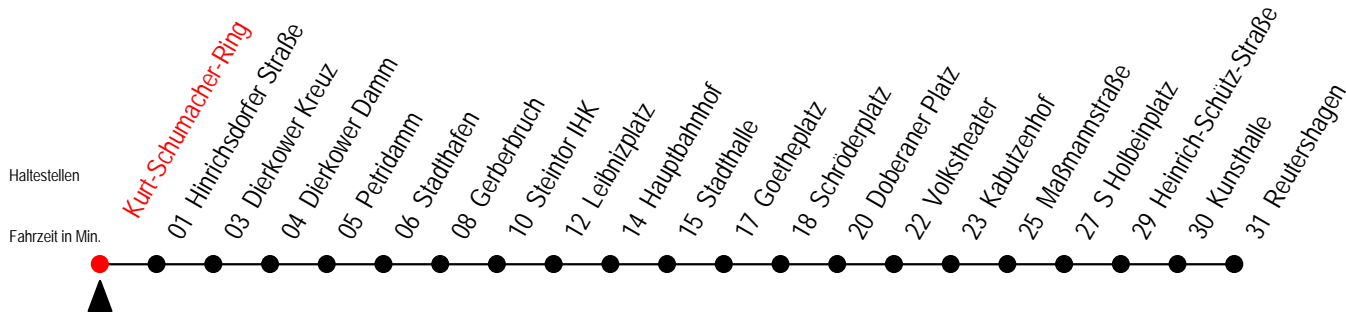 Haltestellen
Fahrzeit in Min.
Kurt-Schumacher-Ring
01 Hinrichsdorfer Straße
03 Dierkower Kreuz
04 Dierkower Damm
05 Petridamm
06 Stadthafen
08 Gerberbruch
10 Steintor IHK
12 Leibnizplatz
14 Hauptbahnhof
15 Stadthalle
17 Goetheplatz
18 Schröderplatz
20 Doberaner Platz
22 Volkstheater
23 Kabutzenhof
25 Maßmannstraße
27 S Holbeinplatz
29 Heinrich-Schütz-Straße
30 Kunsthalle
31 Reutershagen